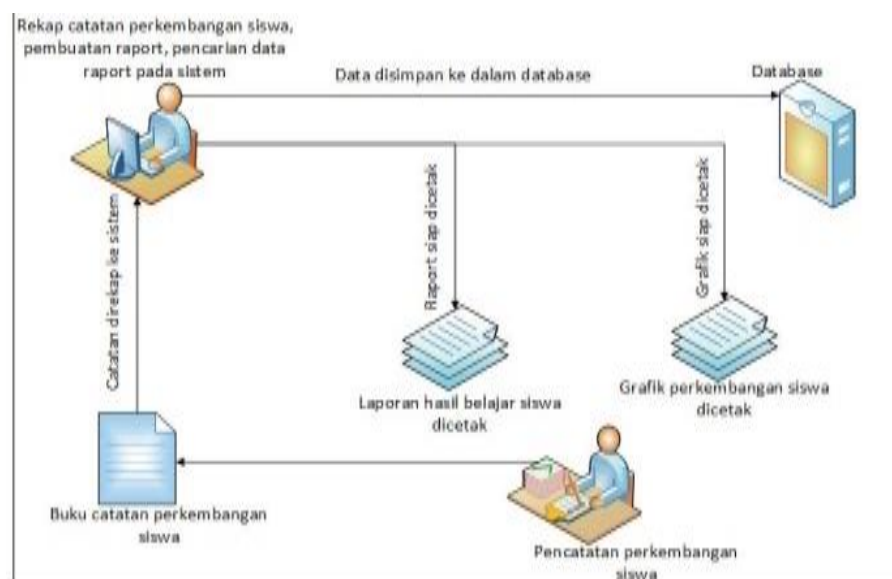 Rekap catatan perkembangan siswa,
pembuatan raport, pencarian data
raport pada sistem
Data disimpan ke dalam database
Database
Catatan direkap ke sistem
Raport siap dicetak
Grafik siap dicetak
Laporan hasil belajar siswa
dicetak
Grafik perkembangan siswa
dicetak
Buku catatan perkembangan
siswa
Pencatatan perkembangan
siswa